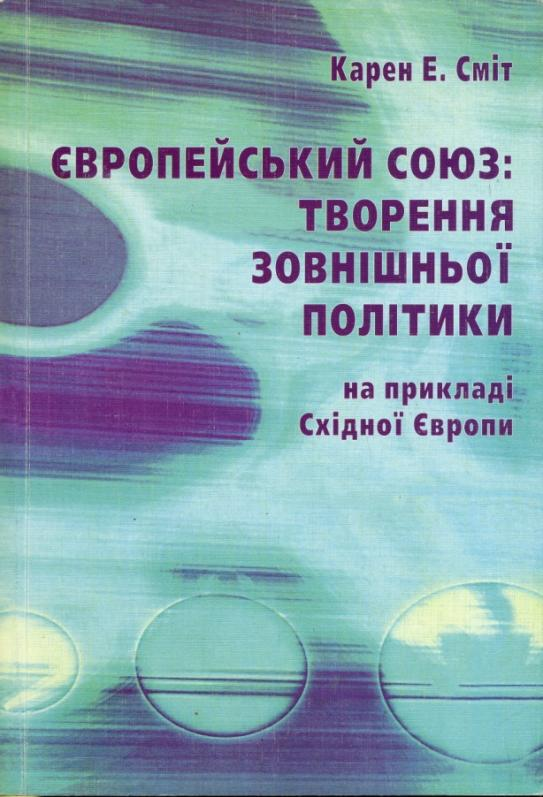 Карен Е. Сміт
ЄВРОПЕЙСЬКИЙ СОЮЗ:
ТВОРЕННЯ
ЗОВНІШНЬОЇ
ПОЛІТИКИ
на прикладі
Східної Європи